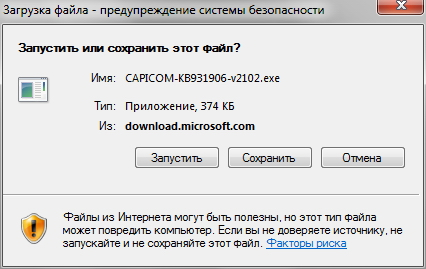 Загрузка файла - предупреждение системы безопасности
Запустить или сохранить этот файл?
Имя: CAPICOM-KB931906-v2102.exe
Тип: Приложение, 374 КБ
Из: download.microsoft.com
Запустить Сохранить Отмена
Файлы из Интернета могут быть полезны, но этот тип файла
может повредить компьютер. Если вы не доверяете источнику, не
запускайте и не сохраняйте этот файл. Факторы риска